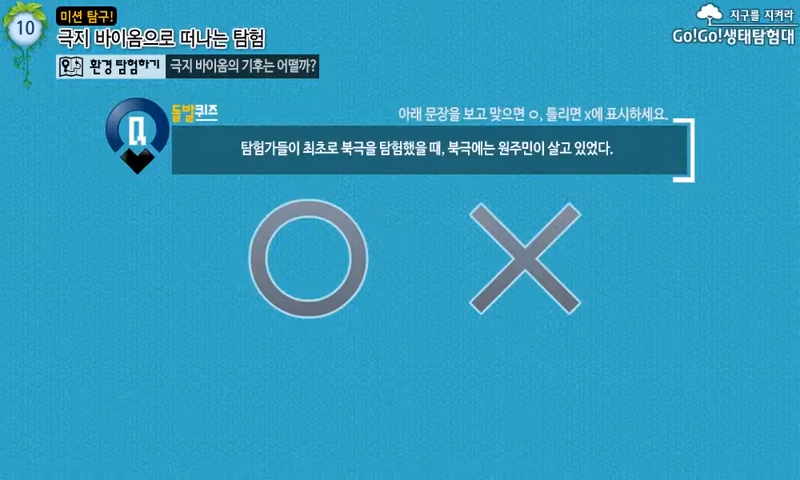 10
미션 탐구!
극지 바이옴으로 떠나는 탐험
환경 탐험하기
극지 바이옴의 기후는 어떨까?
지구를 지켜라
Go!Go!생태탐험대
Q
돌발퀴즈
아래 문장을 보고 맞으면 o, 틀리면 x에 표시하세요.
탐험가들이 최초로 북극을 탐험했을 때, 북극에는 원주민이 살고 있었다.